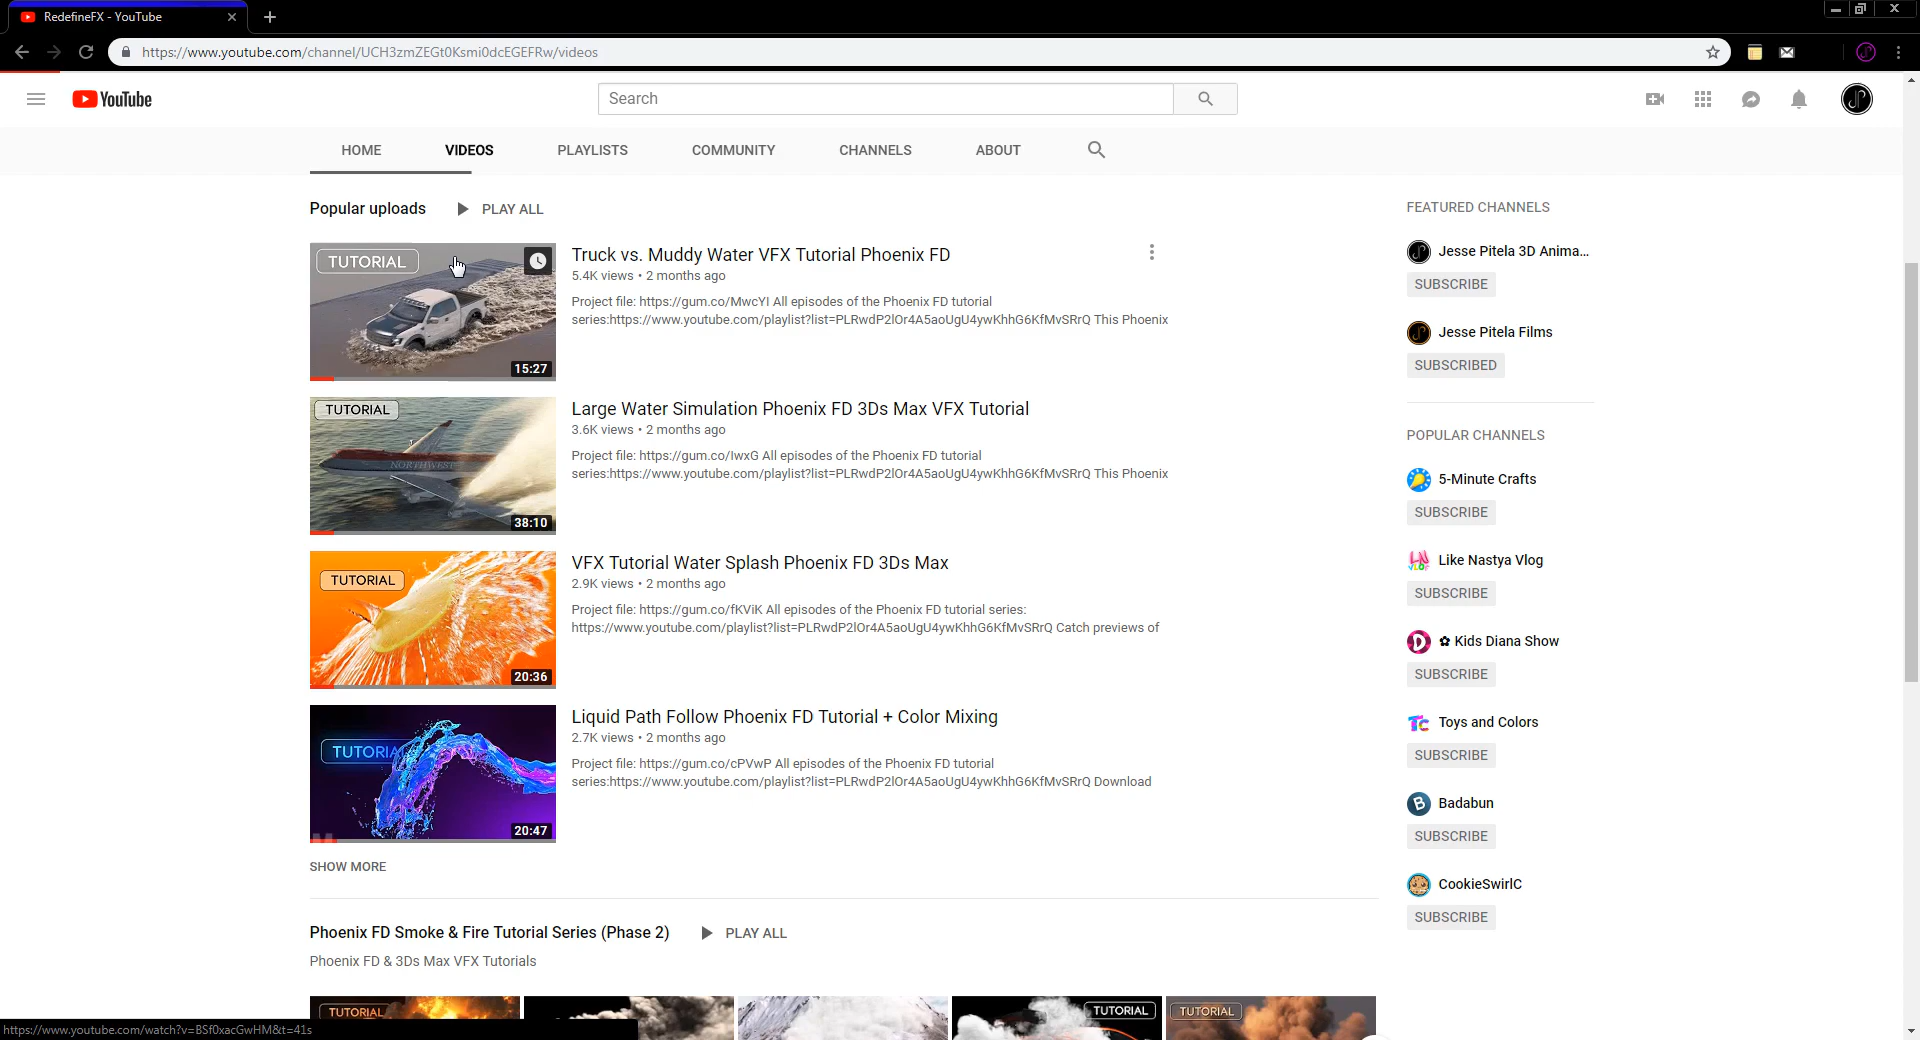 RedefineFX - YouTube
https://www.youtube.com/channel/UCH3zmZEGt0Ksmi0dcEGEFRw/videos
YouTube
Search
HOME VIDEOS PLAYLISTS COMMUNITY CHANNELS ABOUT
Popular uploads PLAY ALL
TUTORIAL
15:27
Truck vs. Muddy Water VFX Tutorial Phoenix FD
5.4K views • 2 months ago
Project file: https://gum.co/MwcYI All episodes of the Phoenix FD tutorial
series:https://www.youtube.com/playlist?list=PLRwdP2lOr4A5aoUgU4ywKhhG6KfMvSRrQ This Phoenix
TUTORIAL
NORTHWEST
38:10
Large Water Simulation Phoenix FD 3Ds Max VFX Tutorial
3.6K views • 2 months ago
Project file: https://gum.co/IwxG All episodes of the Phoenix FD tutorial
series:https://www.youtube.com/playlist?list=PLRwdP2lOr4A5aoUgU4ywKhhG6KfMvSRrQ This Phoenix
TUTORIAL
20:36
VFX Tutorial Water Splash Phoenix FD 3Ds Max
2.9K views • 2 months ago
Project file: https://gum.co/fKViK All episodes of the Phoenix FD tutorial series:
https://www.youtube.com/playlist?list=PLRwdP2lOr4A5aoUgU4ywKhhG6KfMvSRrQ Catch previews of
TUTORIA
20:47
Liquid Path Follow Phoenix FD Tutorial + Color Mixing
2.7K views • 2 months ago
Project file: https://gum.co/cPVwP All episodes of the Phoenix FD tutorial
series:https://www.youtube.com/playlist?list=PLRwdP2lOr4A5aoUgU4ywKhhG6KfMvSRrQ Download
SHOW MORE
Phoenix FD Smoke & Fire Tutorial Series (Phase 2) PLAY ALL
Phoenix FD & 3Ds Max VFX Tutorials
TUTORIAL
TUTORIAL
TUTORIAL
https://www.youtube.com/watch?v=BSf0xacGwHM&t=41s
FEATURED CHANNELS
Jesse Pitela 3D Anima...
SUBSCRIBE
Jesse Pitela Films
SUBSCRIBED
POPULAR CHANNELS
5-Minute Crafts
SUBSCRIBE
Like Nastya Vlog
SUBSCRIBE
✿ Kids Diana Show
SUBSCRIBE
Toys and Colors
SUBSCRIBE
Badabun
SUBSCRIBE
CookieSwirlC
SUBSCRIBE